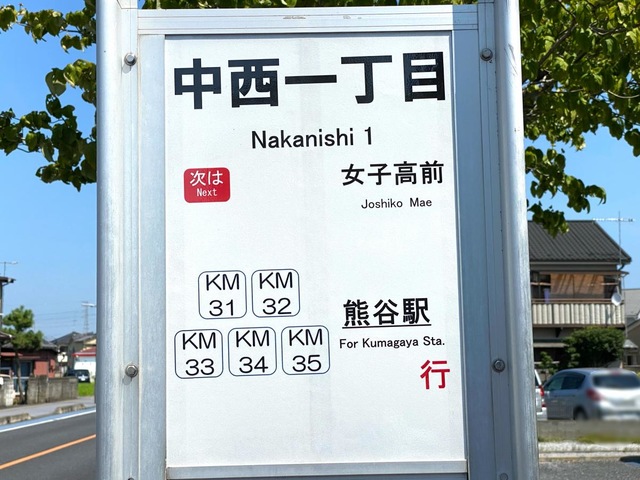 中西一丁目
Nakanishi 1
次は
Next
女子高前
Joshiko Mae
KM 31
KM 32
KM 33
KM 34
KM 35
熊谷駅
For Kumagaya Sta.
行